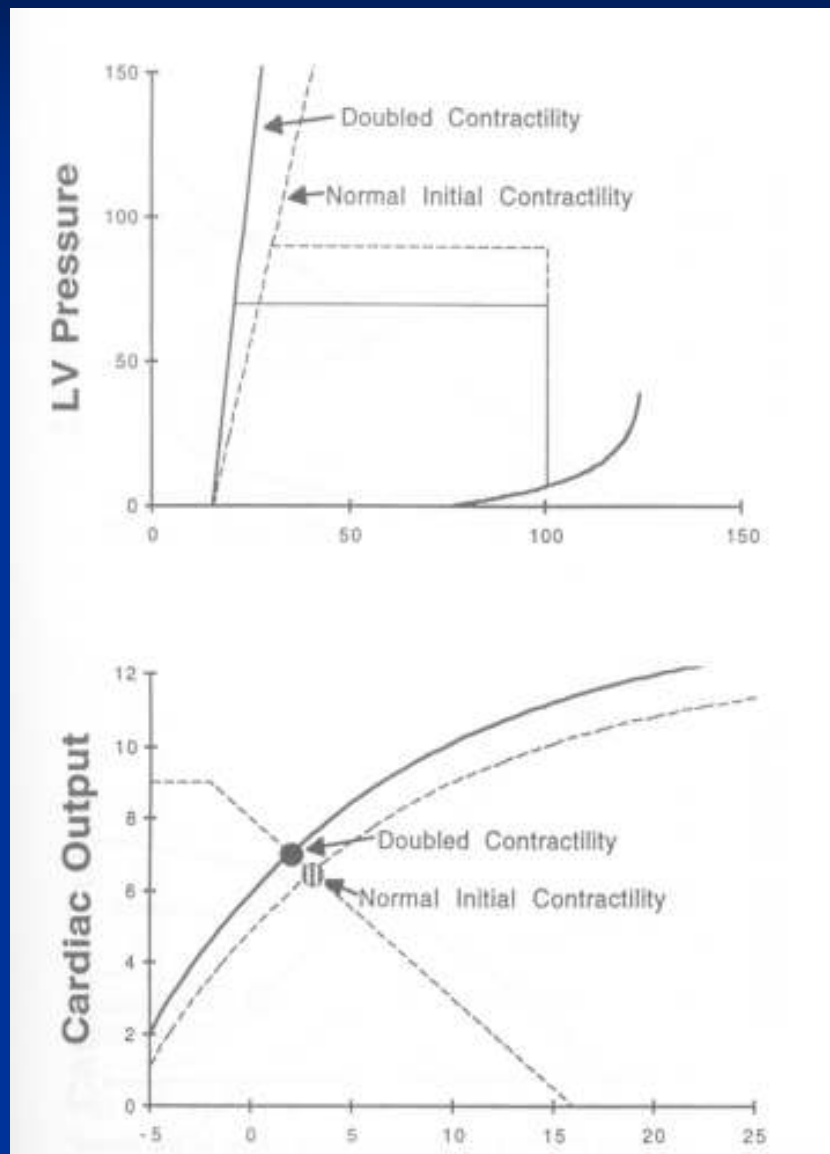 LV Pressure
150
100
50
0
Doubled Contractility
Normal Initial Contractility
0 50 100 150
Cardiac Output
12
10
8
6
4
2
0
Doubled Contractility
Normal Initial Contractility
-5 0 5 10 15 20 25